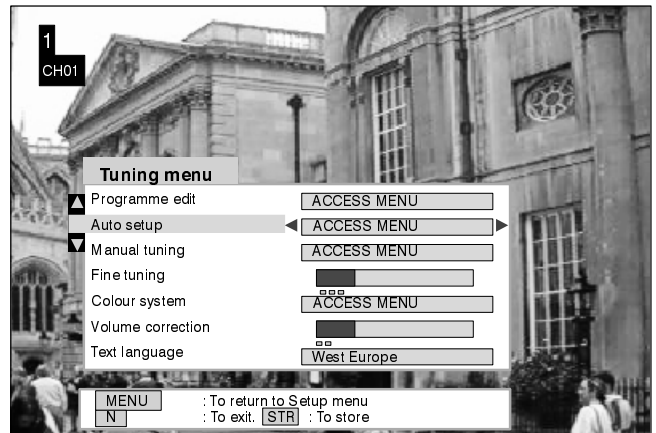 1
CH01
Tuning menu
Programme edit ACCESS MENU
Auto setup ACCESS MENU
Manual tuning ACCESS MENU
Fine tuning
Colour system ACCESS MENU
Volume correction
Text language West Europe
MENU : To return to Setup menu
N : To exit. STR : To store